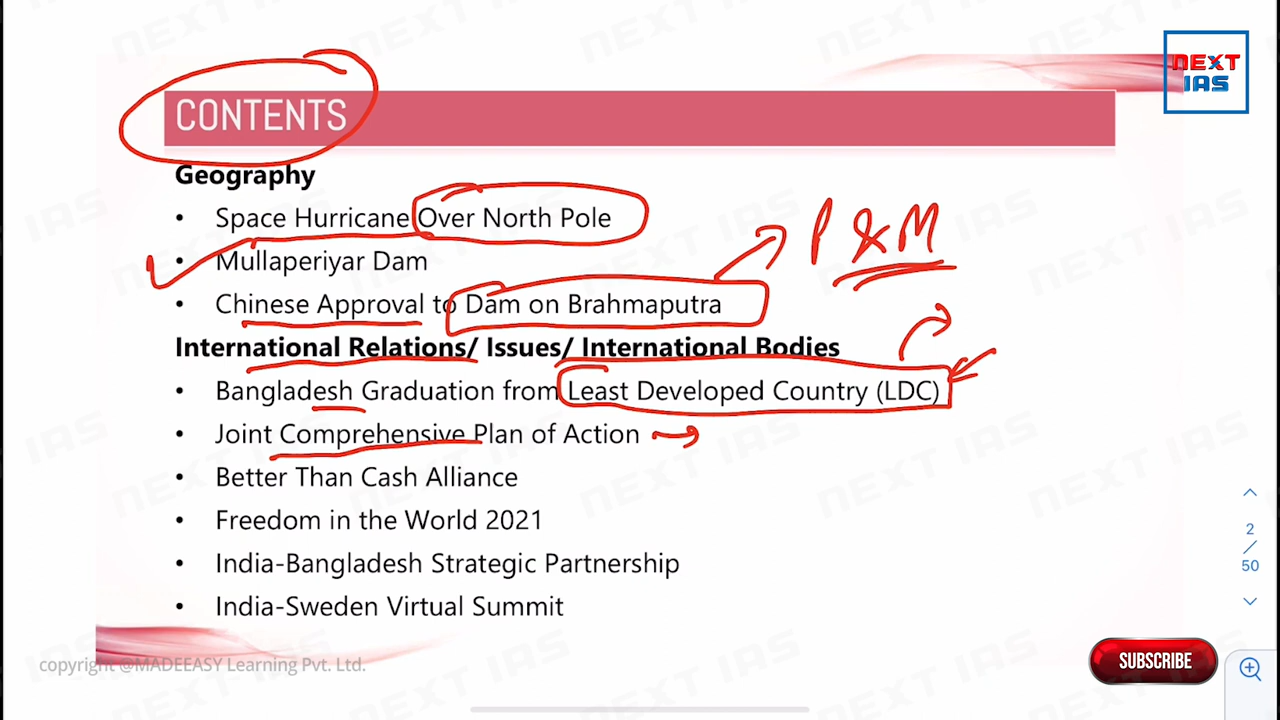 NEXT
IAS
CONTENTS
Geography
• Space Hurricane Over North Pole
• Mullaperiyar Dam
• Chinese Approval to Dam on Brahmaputra
P & M
International Relations/ Issues/ International Bodies
• Bangladesh Graduation from Least Developed Country (LDC)
• Joint Comprehensive Plan of Action
• Better Than Cash Alliance
• Freedom in the World 2021
• India-Bangladesh Strategic Partnership
• India-Sweden Virtual Summit
2
/
50
copyright @MADEEASY Learning Pvt. Ltd.
SUBSCRIBE